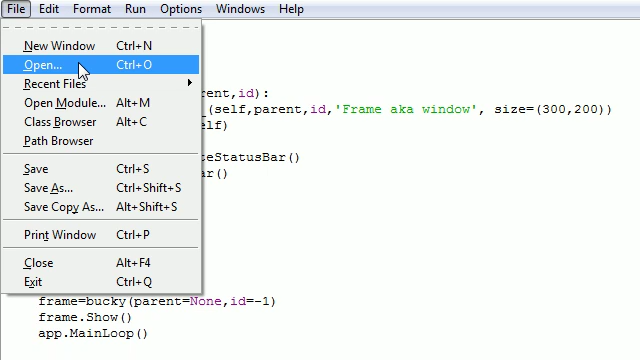 File Edit Format Run Options Windows Help
New Window Ctrl+N
Open... Ctrl+O
Recent Files
rent,id):
Open Module... Alt+M
(self,parent,id,'Frame aka window', size=(300,200))
Class Browser Alt+C
elf)
Path Browser
teStatusBar()
Save Ctrl+S
ar()
Save As... Ctrl+Shift+S
Save Copy As... Alt+Shift+S
Print Window Ctrl+P
Close Alt+F4
Exit Ctrl+Q
frame=bucky(parent=None,id=-1)
frame.Show()
app.MainLoop()